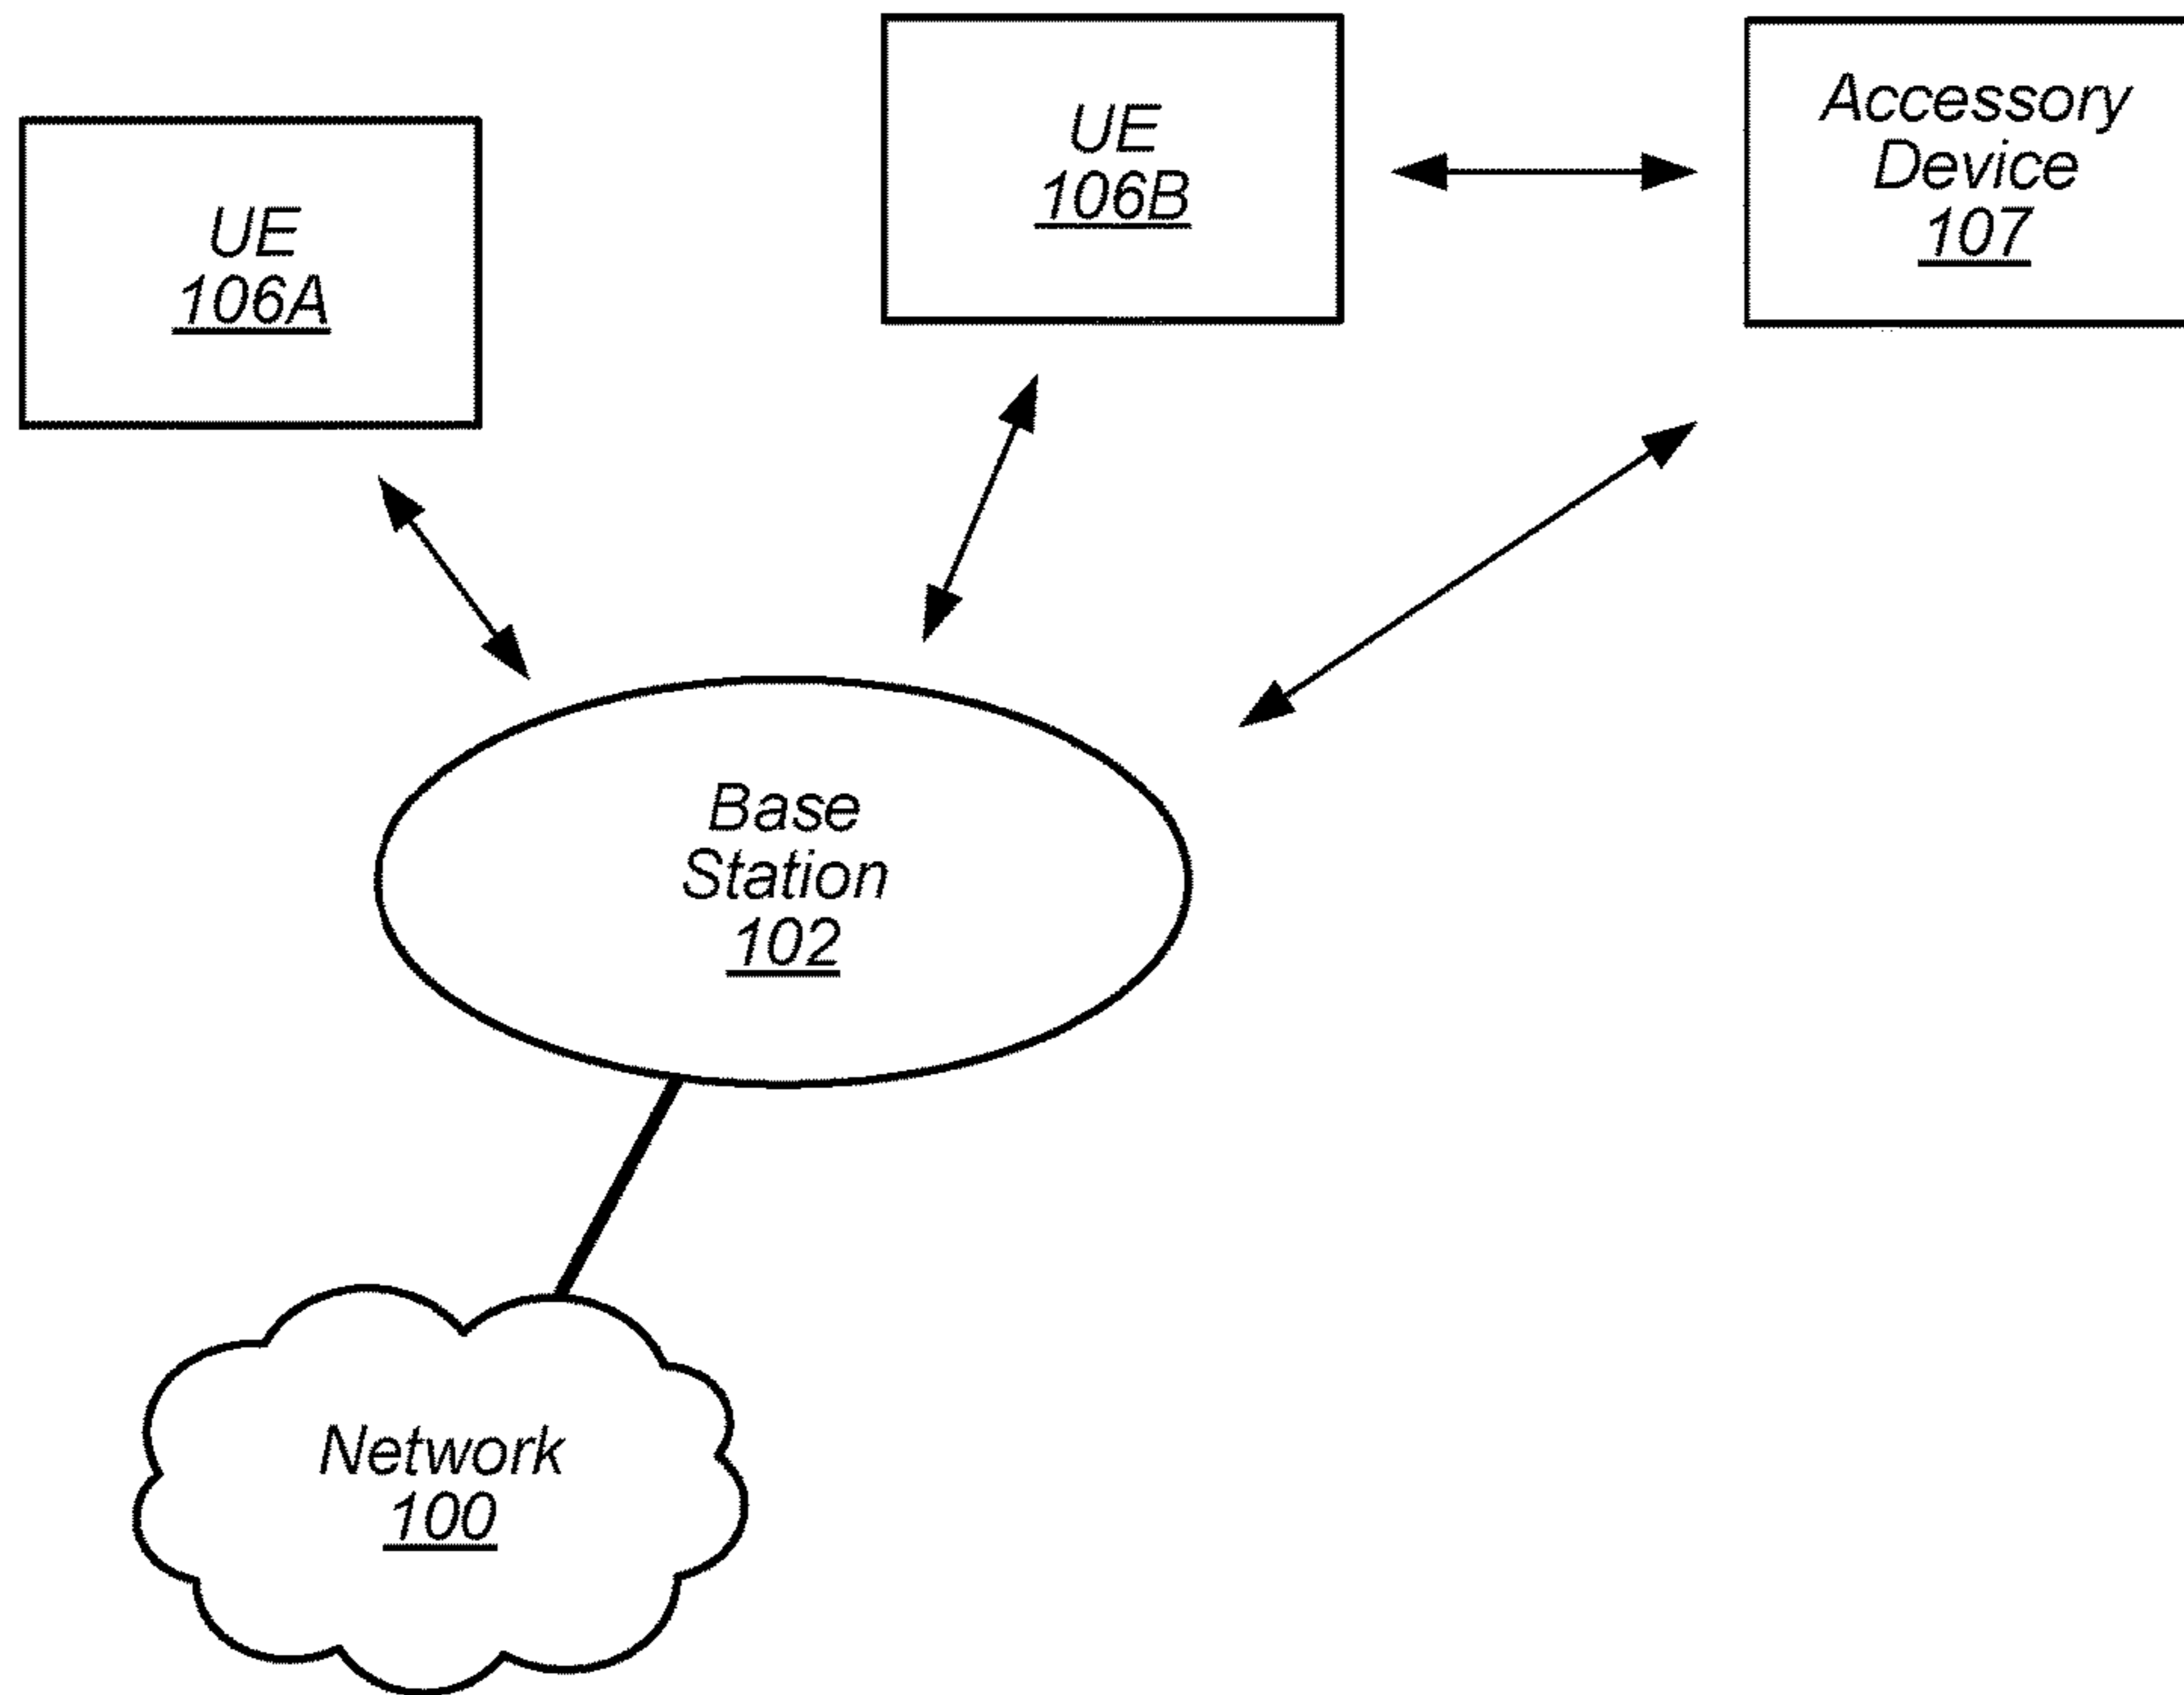 UE
106A
UE
106B
Accessory
Device
107
Base
Station
102
Network
100